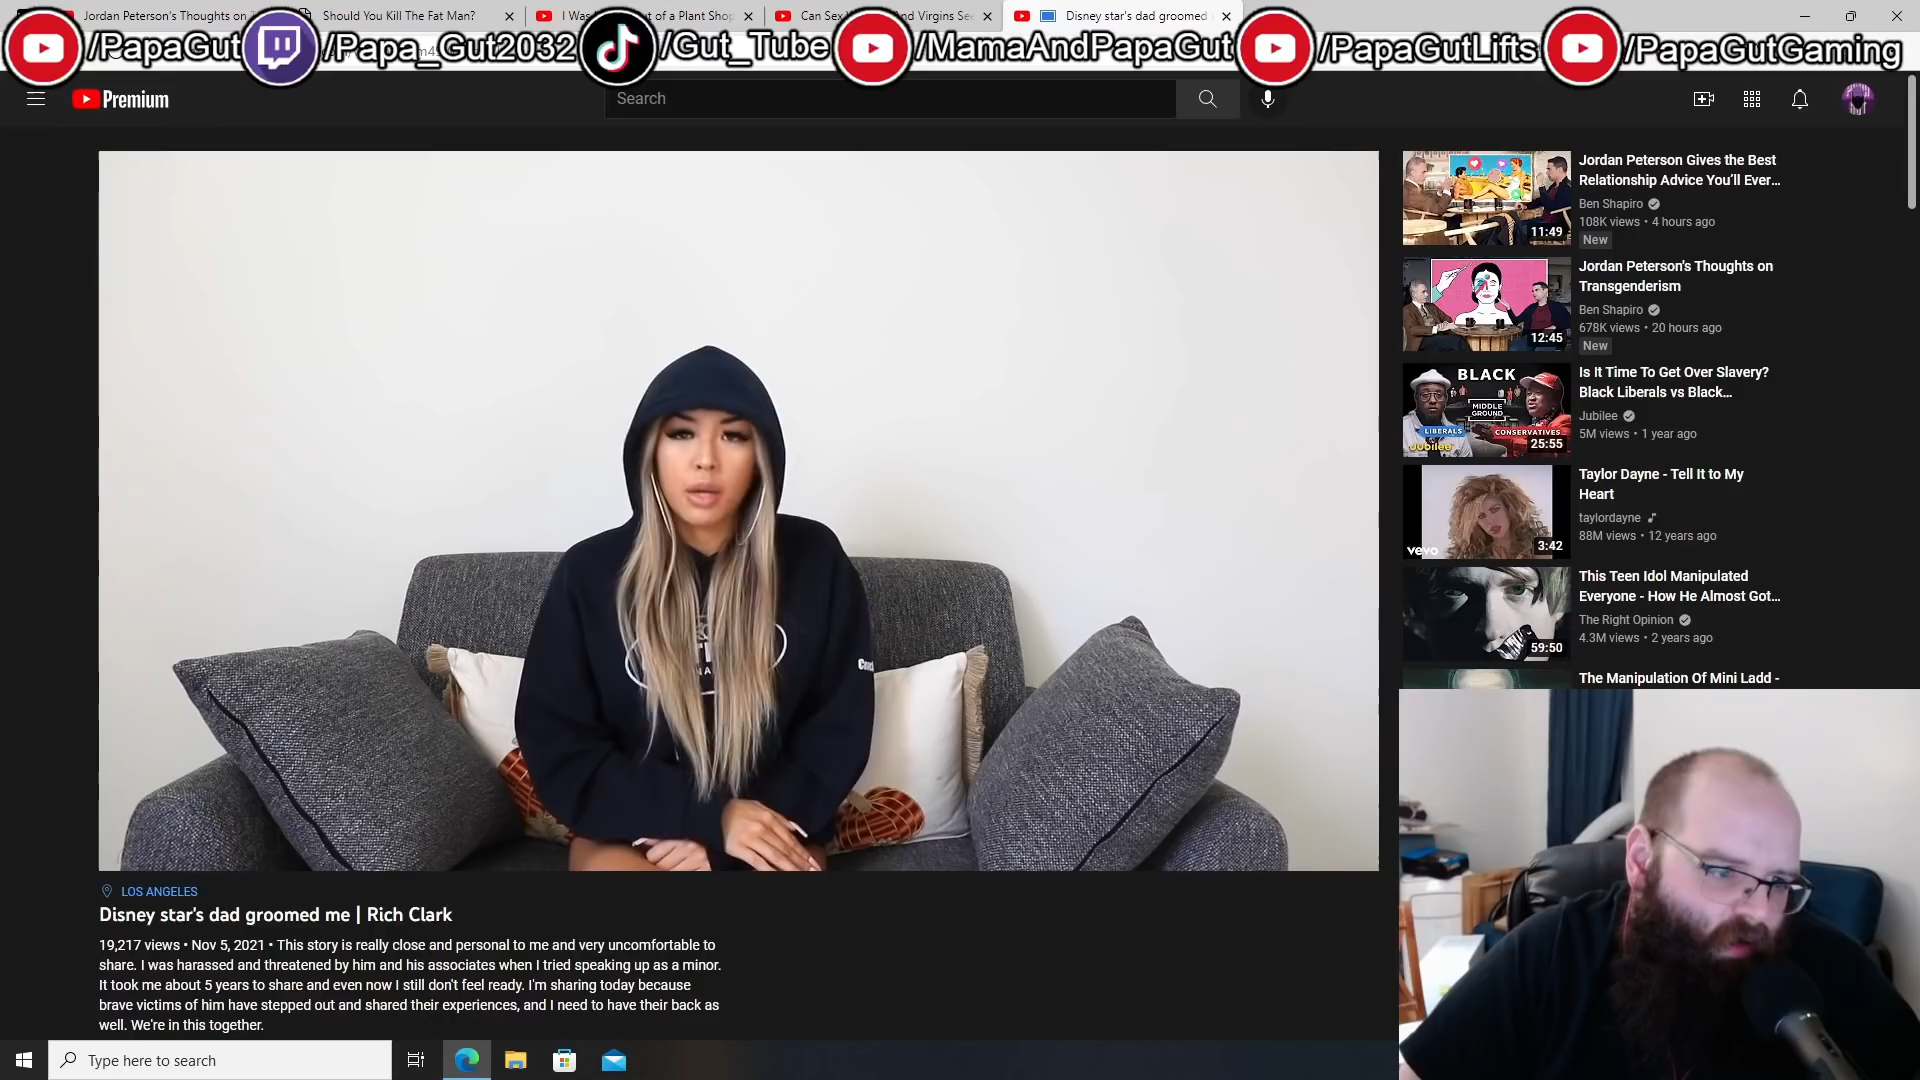 Jordan Peterson's Thoughts on
Should You Kill The Fat Man?
of a Plant Shop
Can Sex
nd Virgins See
Disney star's dad groomed
/PapaGut
/Papa_Gut2032
/Gut_Tube
/MamaAndPapaGut
/PapaGutLifts
/PapaGutGaming
Premium
Search
Jordan Peterson Gives the Best
Relationship Advice You'll Ever...
Ben Shapiro
108K views • 4 hours ago
New
11:49
Jordan Peterson's Thoughts on
Transgenderism
Ben Shapiro
678K views • 20 hours ago
New
12:45
BLACK
MIDDLE
GROUND
LIBERALS
CONSERVATIVES
Jubilee
25:55
Is It Time To Get Over Slavery?
Black Liberals vs Black...
Jubilee
5M views • 1 year ago
vevo
3:42
Taylor Dayne - Tell It to My
Heart
taylordayne
88M views • 12 years ago
59:50
This Teen Idol Manipulated
Everyone - How He Almost Got...
The Right Opinion
4.3M views • 2 years ago
The Manipulation Of Mini Ladd -
LOS ANGELES
Disney star's dad groomed me | Rich Clark
19,217 views • Nov 5, 2021 • This story is really close and personal to me and very uncomfortable to
share. I was harassed and threatened by him and his associates when I tried speaking up as a minor.
It took me about 5 years to share and even now I still don't feel ready. I'm sharing today because
brave victims of him have stepped out and shared their experiences, and I need to have their back as
well. We're in this together.
Type here to search